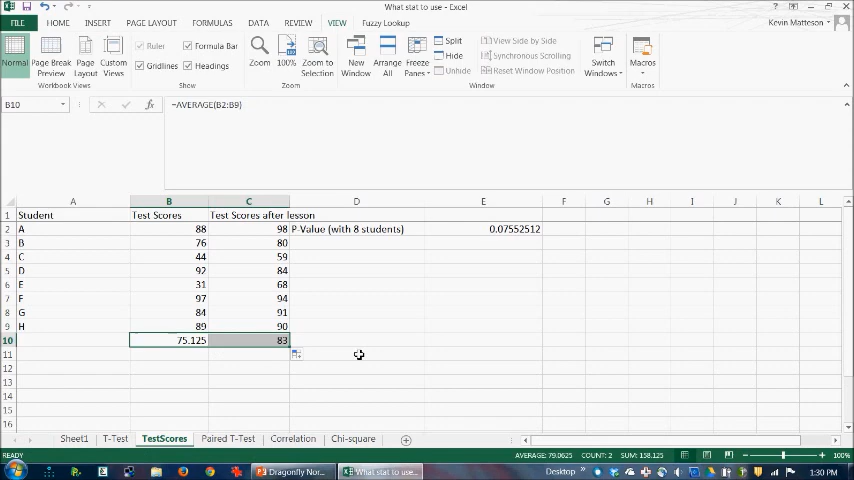 What stat to use - Excel
FILE HOME INSERT PAGE LAYOUT FORMULAS DATA REVIEW VIEW Fuzzy Lookup Kevin Matteson
Normal Page Break Preview Page Layout Custom Views
Ruler Formula Bar
Gridlines Headings
Zoom 100% Zoom to Selection
New Window Arrange All Freeze Panes
Split
Hide
Unhide
View Side by Side
Synchronous Scrolling
Reset Window Position
Switch Windows Macros
Workbook Views Show Zoom Window Macros
B10 fx =AVERAGE(B2:B9)
A B C D E F G H I J K L
1 Student Test Scores Test Scores after lesson
2 A 88 98 P-Value (with 8 students) 0.07552512
3 B 76 80
4 C 44 59
5 D 92 84
6 E 31 68
7 F 97 94
8 G 84 91
9 H 89 90
10 75.125 83
11
12
13
14
15
16
Sheet1 T-Test TestScores Paired T-Test Correlation Chi-square
READY AVERAGE: 79.0625 COUNT: 2 SUM: 158.125 100%
Dragonfly Nor... What stat to use... Desktop 1:30 PM